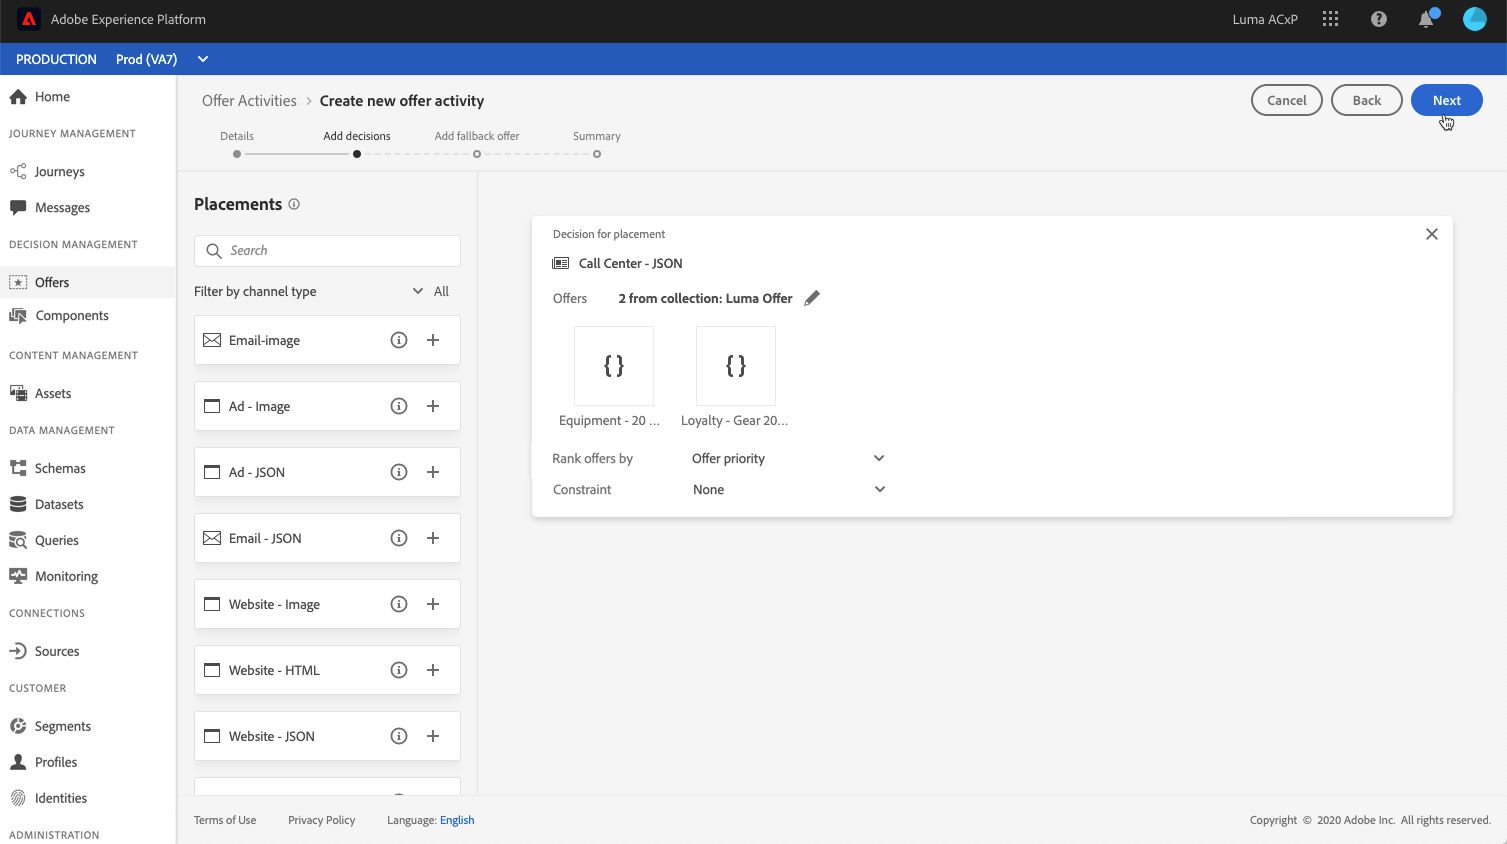 Adobe Experience Platform
Luma ACxP
PRODUCTION Prod (VA7)
Home
JOURNEY MANAGEMENT
Journeys
Messages
DECISION MANAGEMENT
Offers
Components
CONTENT MANAGEMENT
Assets
DATA MANAGEMENT
Schemas
Datasets
Queries
Monitoring
CONNECTIONS
Sources
CUSTOMER
Segments
Profiles
Identities
ADMINISTRATION
Offer Activities > Create new offer activity
Cancel
Back
Next
Details
Add decisions
Add fallback offer
Summary
Placements
Search
Filter by channel type
All
Email-image
Ad - Image
Ad - JSON
Email - JSON
Website - Image
Website - HTML
Website - JSON
Decision for placement
Call Center - JSON
Offers 2 from collection: Luma Offer
{}
{}
Equipment - 20 ...
Loyalty - Gear 20...
Rank offers by Offer priority
Constraint None
Terms of Use Privacy Policy Language: English
Copyright © 2020 Adobe Inc. All rights reserved.